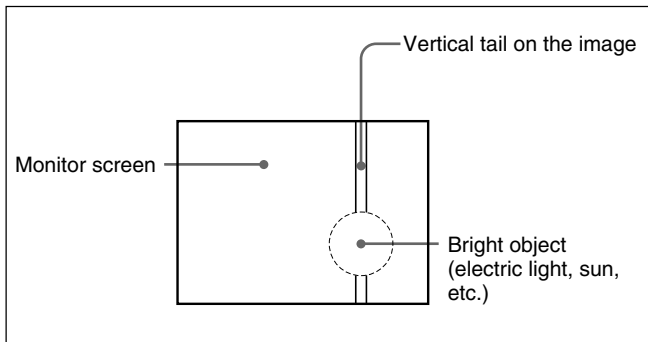 Vertical tail on the image
Monitor screen
Bright object
(electric light, sun,
etc.)